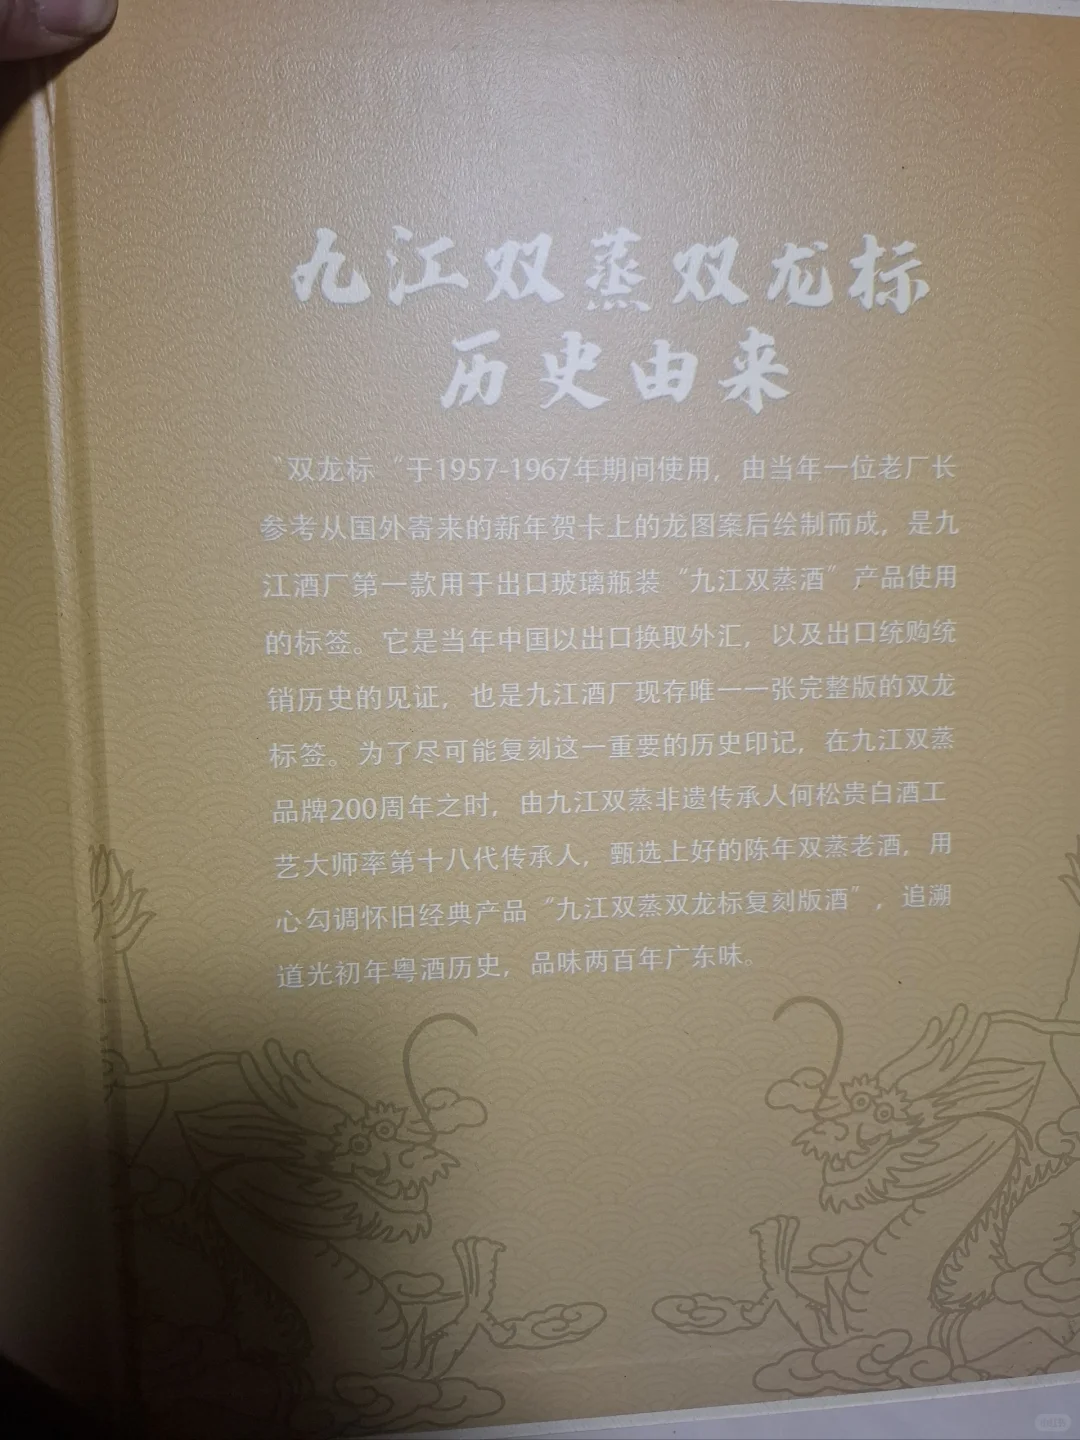 九江双蒸双龙标
历史由来
“双龙标“于1957-1967年期间使用，由当年一位老厂长
参考从国外寄来的新年贺卡上的龙图案后绘制而成，是九
江酒厂第一款用于出口玻璃瓶装“九江双蒸酒”产品使用
的标签。它是当年中国以出口换取外汇，以及出口统购统
销历史的见证，也是九江酒厂现存唯一一张完整版的双龙
标签。为了尽可能复刻这一重要的历史印记，在九江双蒸
品牌200周年之时，由九江双蒸非遗传承人何松贵白酒工
艺大师率第十八代传承人，甄选上好的陈年双蒸老酒，用
心勾调怀旧经典产品“九江双蒸双龙标复刻版酒”，追溯
道光初年粤酒历史，品味两百年广东味。